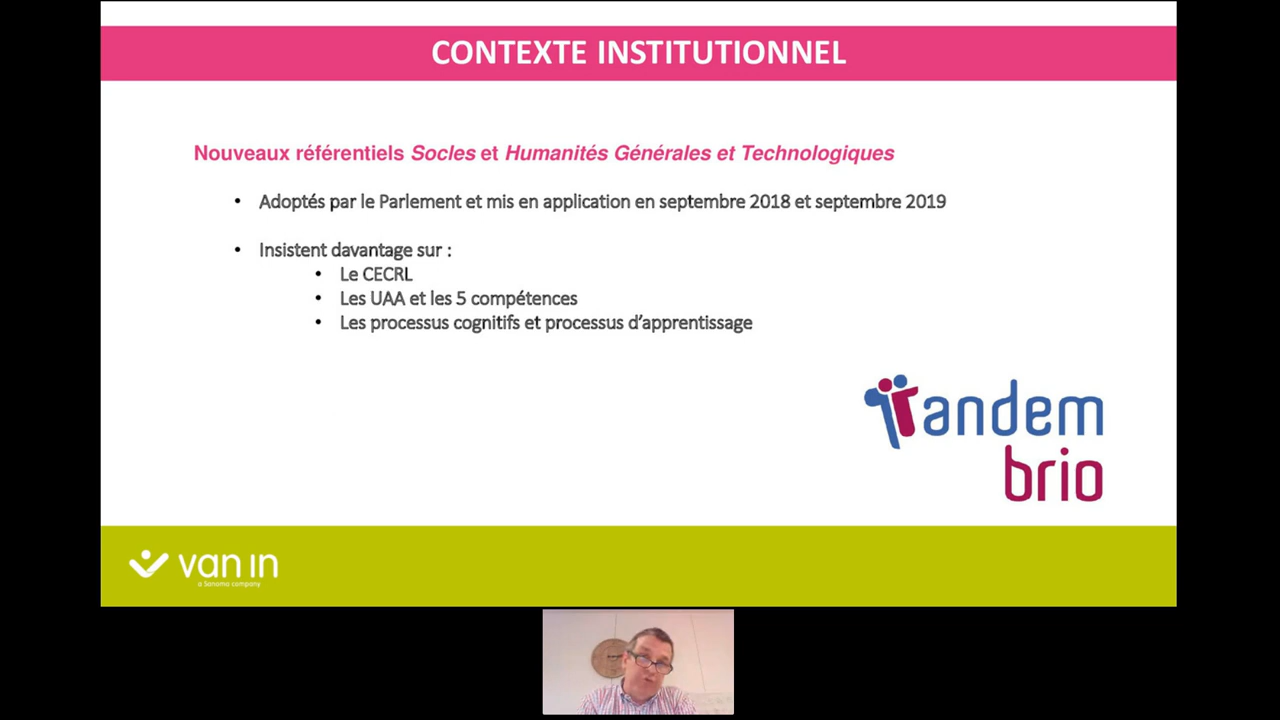 CONTEXTE INSTITUTIONNEL
Nouveaux référentiels Socles et Humanités Générales et Technologiques
• Adoptés par le Parlement et mis en application en septembre 2018 et septembre 2019
• Insistent davantage sur :
• Le CECRL
• Les UAA et les 5 compétences
• Les processus cognitifs et processus d’apprentissage
Tandem
brio
van in
a Sanoma company